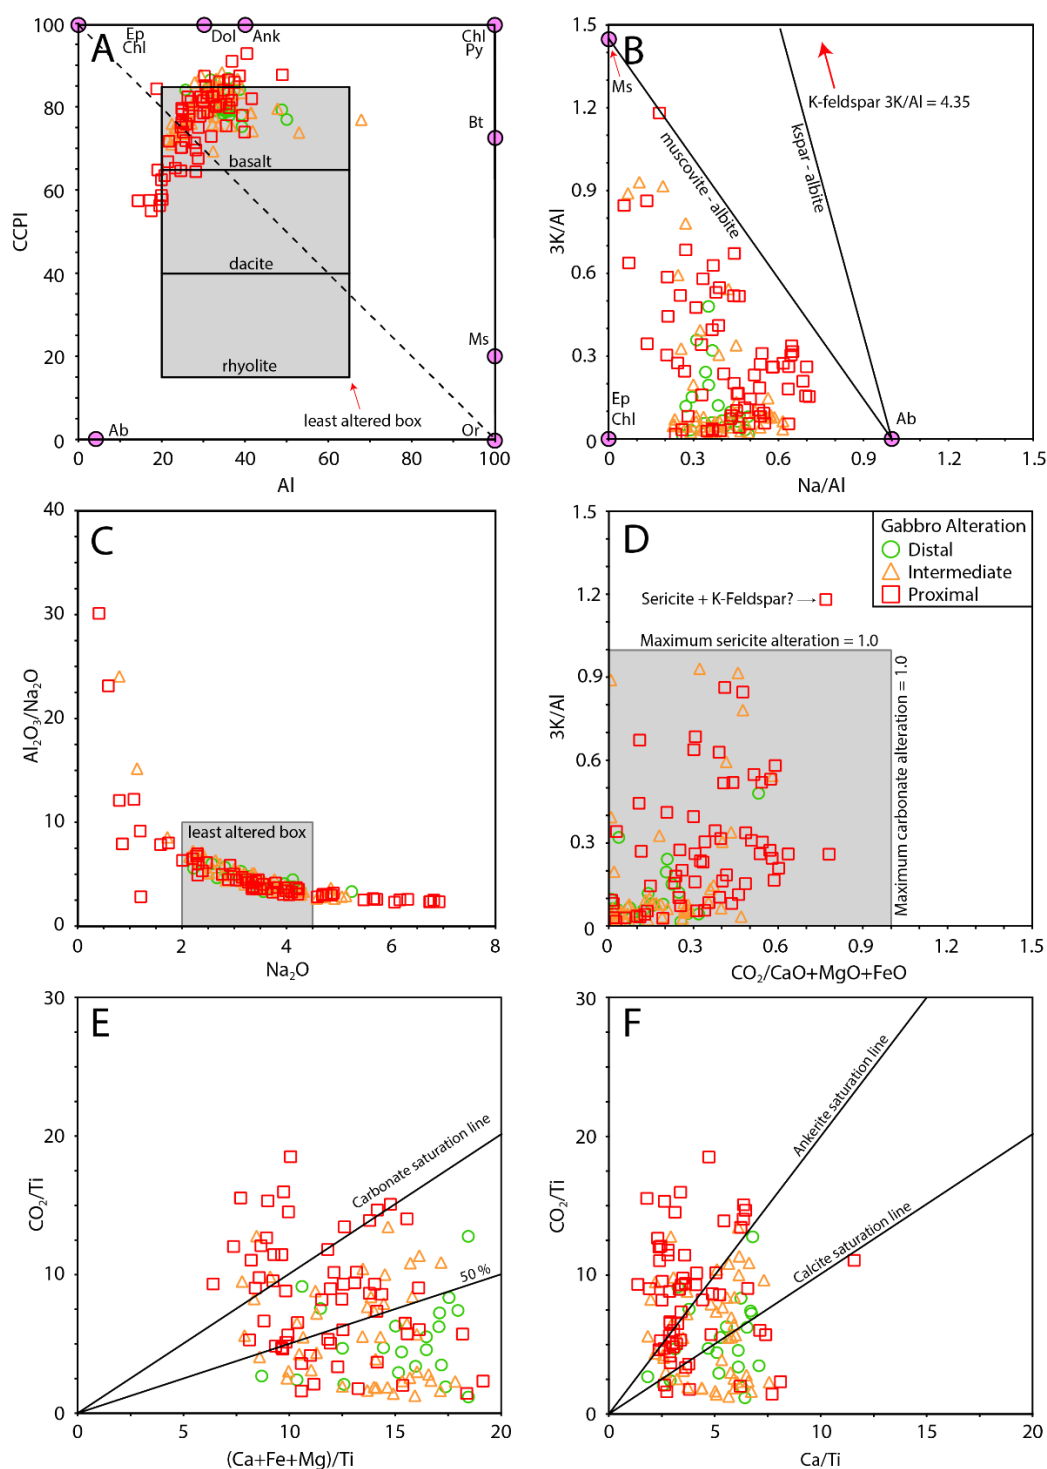 A
100
80
60
40
20
0
CCPI
0
20
40
60
80
100
AI
Ep
Chl
Dol
Ank
Chl
Py
Bt
Ms
Or
Ab
basalt
dacite
rhyolite
least altered box
B
1.5
1.2
0.9
0.6
0.3
0
3K/Al
0.3
0.6
0.9
1.2
1.5
Na/Al
Ms
muscovite - albite
kspar - albite
K-feldspar 3K/Al = 4.35
Ep
Chl
Ab
C
40
30
20
10
0
Al₂O₃/Na₂O
0
2
4
6
8
Na₂O
least altered box
D
1.5
1.2
0.9
0.6
0.3
0
3K/Al
0
0.3
0.6
0.9
1.2
1.5
CO₂/CaO+MgO+FeO
Gabbro Alteration
Distal
Intermediate
Proximal
Sericite + K-Feldspar?
Maximum sericite alteration = 1.0
Maximum carbonate alteration = 1.0
E
30
20
10
0
CO₂/Ti
0
5
10
15
20
(Ca+Fe+Mg)/Ti
Carbonate saturation line
50 %
F
30
20
10
0
CO₂/Ti
0
5
10
15
20
Ca/Ti
Ankerite saturation line
Calcite saturation line